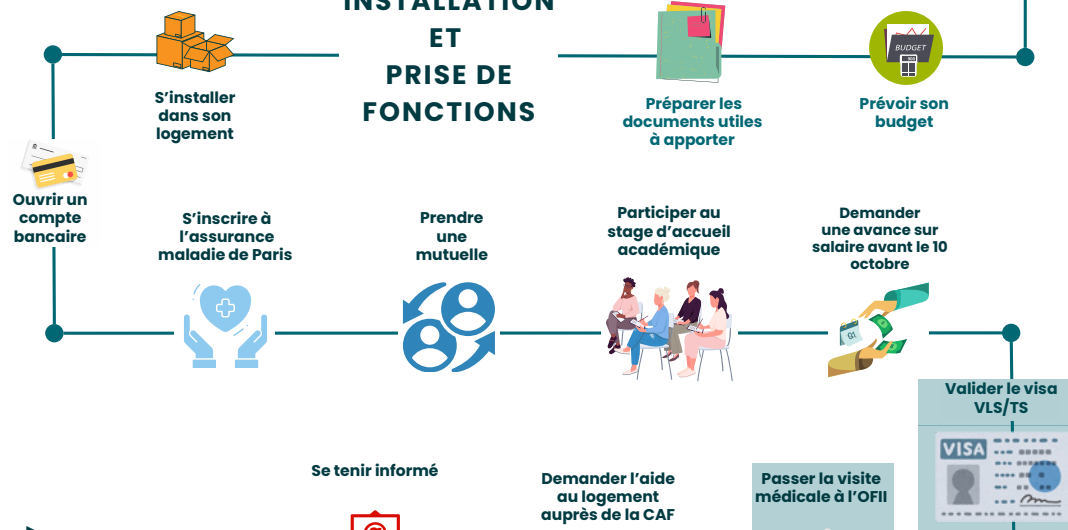 INSTALLATION
ET
PRISE DE
FONCTIONS
BUDGET
Prévoir son
budget
Préparer les
documents utiles
à apporter
S’installer
dans son
logement
Ouvrir un
compte
bancaire
S’inscrire à
l’assurance
maladie de Paris
Prendre
une
mutuelle
Participer au
stage d’accueil
académique
Demander
une avance sur
salaire avant le 10
octobre
Valider le visa
VLS/TS
VISA
Passer la visite
médicale à l’OFII
Demander l’aide
au logement
auprès de la CAF
Se tenir informé
@